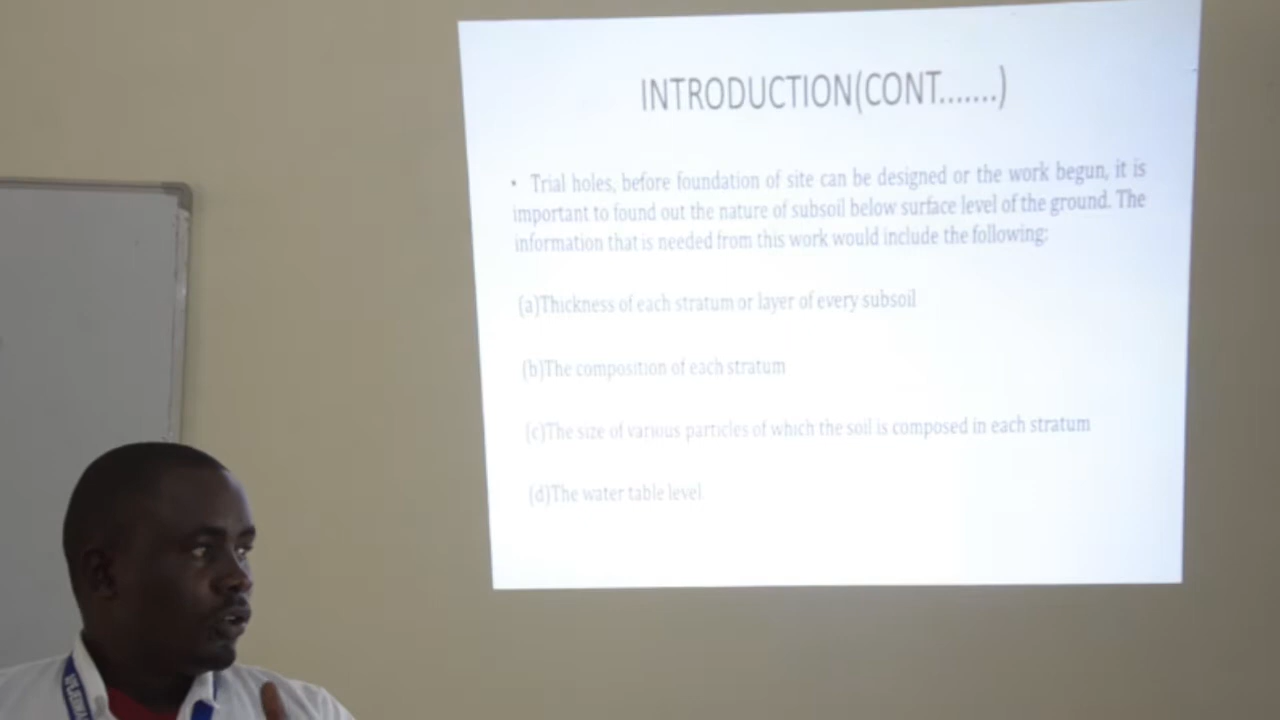 INTRODUCTION(CONT.......)
• Trial holes, before foundation of site can be designed or the work begun, it is
important to found out the nature of subsoil below surface level of the ground. The
information that is needed from this work would include the following:
(a)Thickness of each stratum or layer of every subsoil
(b)The composition of each stratum
(c)The size of various particles of which the soil is composed in each stratum
(d)The water table level